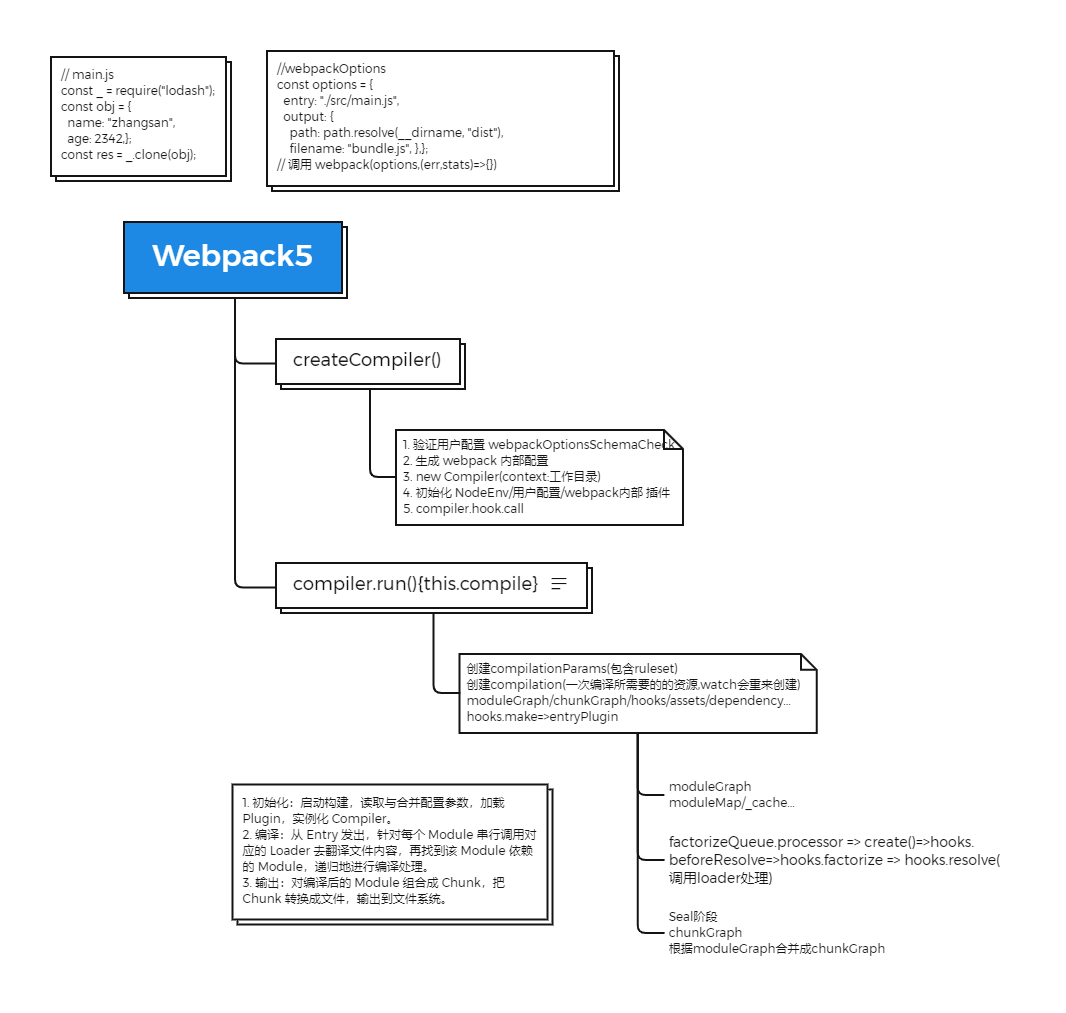 // main.js
const _ = require("lodash");
const obj = {
name: "zhangsan",
age: 2342,};
const res = _.clone(obj);
//webpackOptions
const options = {
entry: "./src/main.js",
output: {
path: path.resolve(__dirname, "dist"),
filename: "bundle.js", },};
// 调用 webpack(options,(err,stats)=>{})
Webpack5
createCompiler()
1. 验证用户配置 webpackOptionsSchemaCheck
2. 生成 webpack 内部配置
3. new Compiler(context:工作目录)
4. 初始化 NodeEnv/用户配置/webpack内部 插件
5. compiler.hook.call
compiler.run(){this.compile}
创建compilationParams(包含ruleset)
创建compilation(一次编译所需要的的资源,watch会重来创建)
moduleGraph/chunkGraph/hooks/assets/dependency...
hooks.make=>entryPlugin
moduleGraph
moduleMap/_cache...
factorizeQueue.processor => create()=>hooks.
beforeResolve=>hooks.factorize => hooks.resolve(
调用loader处理)
Seal阶段
chunkGraph
根据moduleGraph合并成chunkGraph
1. 初始化：启动构建，读取与合并配置参数，加载
Plugin，实例化 Compiler。
2. 编译：从 Entry 发出，针对每个 Module 串行调用对
应的 Loader 去翻译文件内容，再找到该 Module 依赖
的 Module，递归地进行编译处理。
3. 输出：对编译后的 Module 组合成 Chunk，把
Chunk 转换成文件，输出到文件系统。